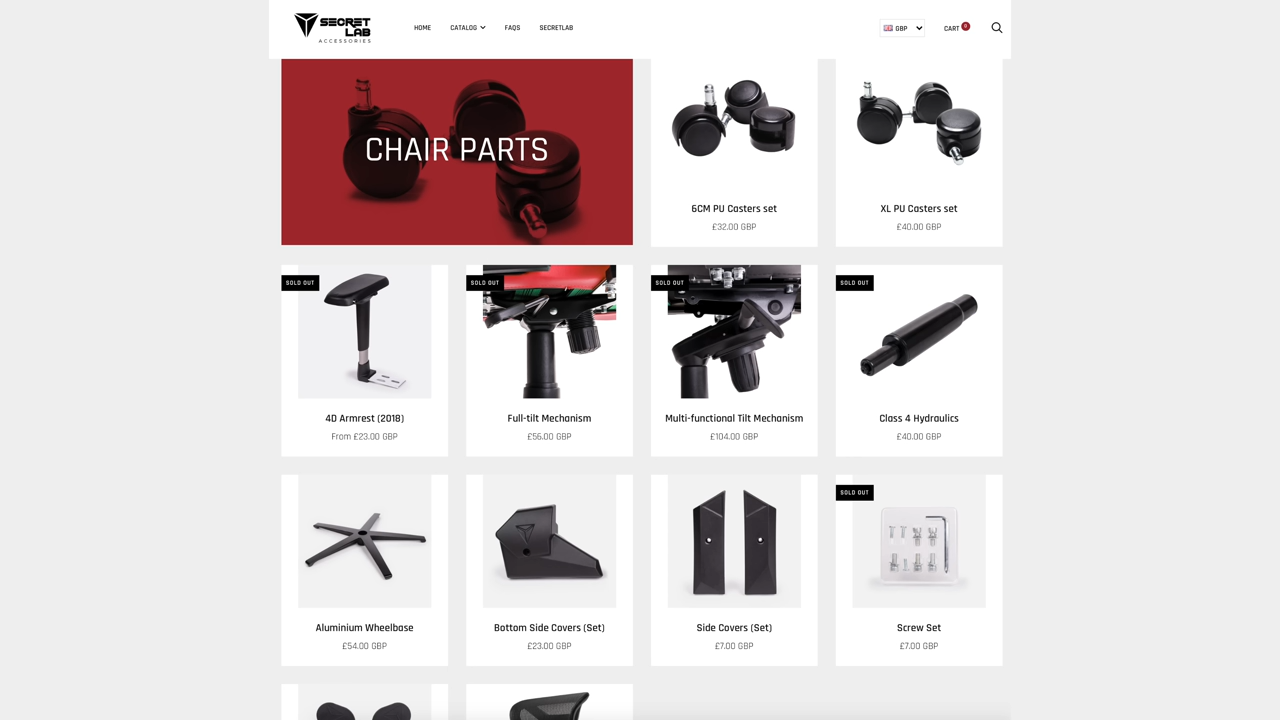 SECRET
LAB
ACCESSORIES
HOME
CATALOG
FAQS
SECRETLAB
GBP
CART 0
CHAIR PARTS
6CM PU Casters set
£32.00 GBP
XL PU Casters set
£40.00 GBP
SOLD OUT
4D Armrest (2018)
From £23.00 GBP
SOLD OUT
Full-tilt Mechanism
£56.00 GBP
SOLD OUT
Multi-functional Tilt Mechanism
£104.00 GBP
SOLD OUT
Class 4 Hydraulics
£40.00 GBP
Aluminium Wheelbase
£54.00 GBP
Bottom Side Covers (Set)
£23.00 GBP
Side Covers (Set)
£7.00 GBP
SOLD OUT
Screw Set
£7.00 GBP